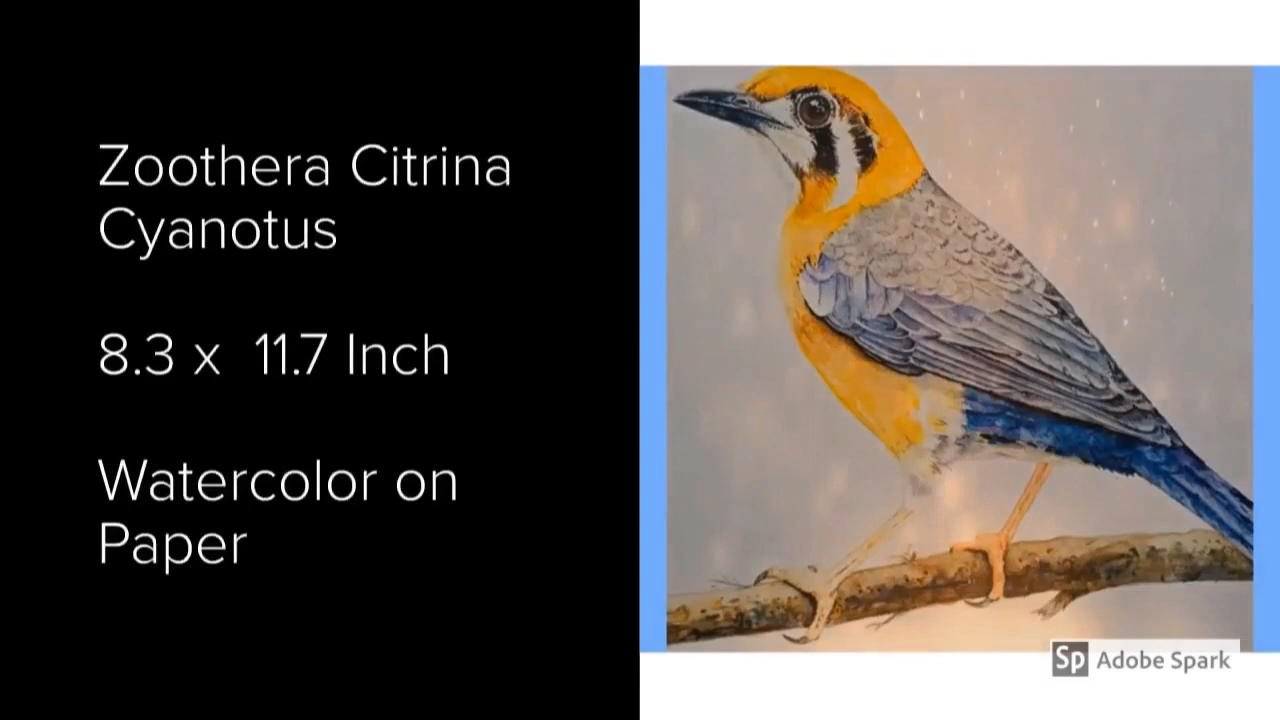 Zoothera Citrina
Cyanotus
8.3 x 11.7 Inch
Watercolor on
Paper
Sp Adobe Spark